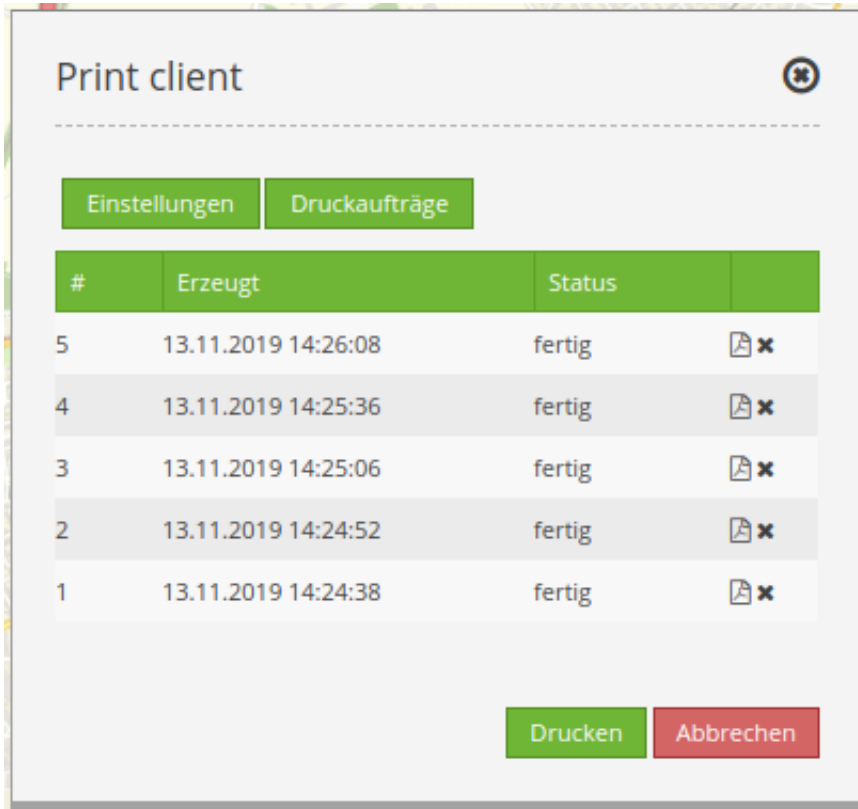 Print client
Einstellungen Druckaufträge
# Erzeugt Status
5 13.11.2019 14:26:08 fertig
4 13.11.2019 14:25:36 fertig
3 13.11.2019 14:25:06 fertig
2 13.11.2019 14:24:52 fertig
1 13.11.2019 14:24:38 fertig
Drucken Abbrechen